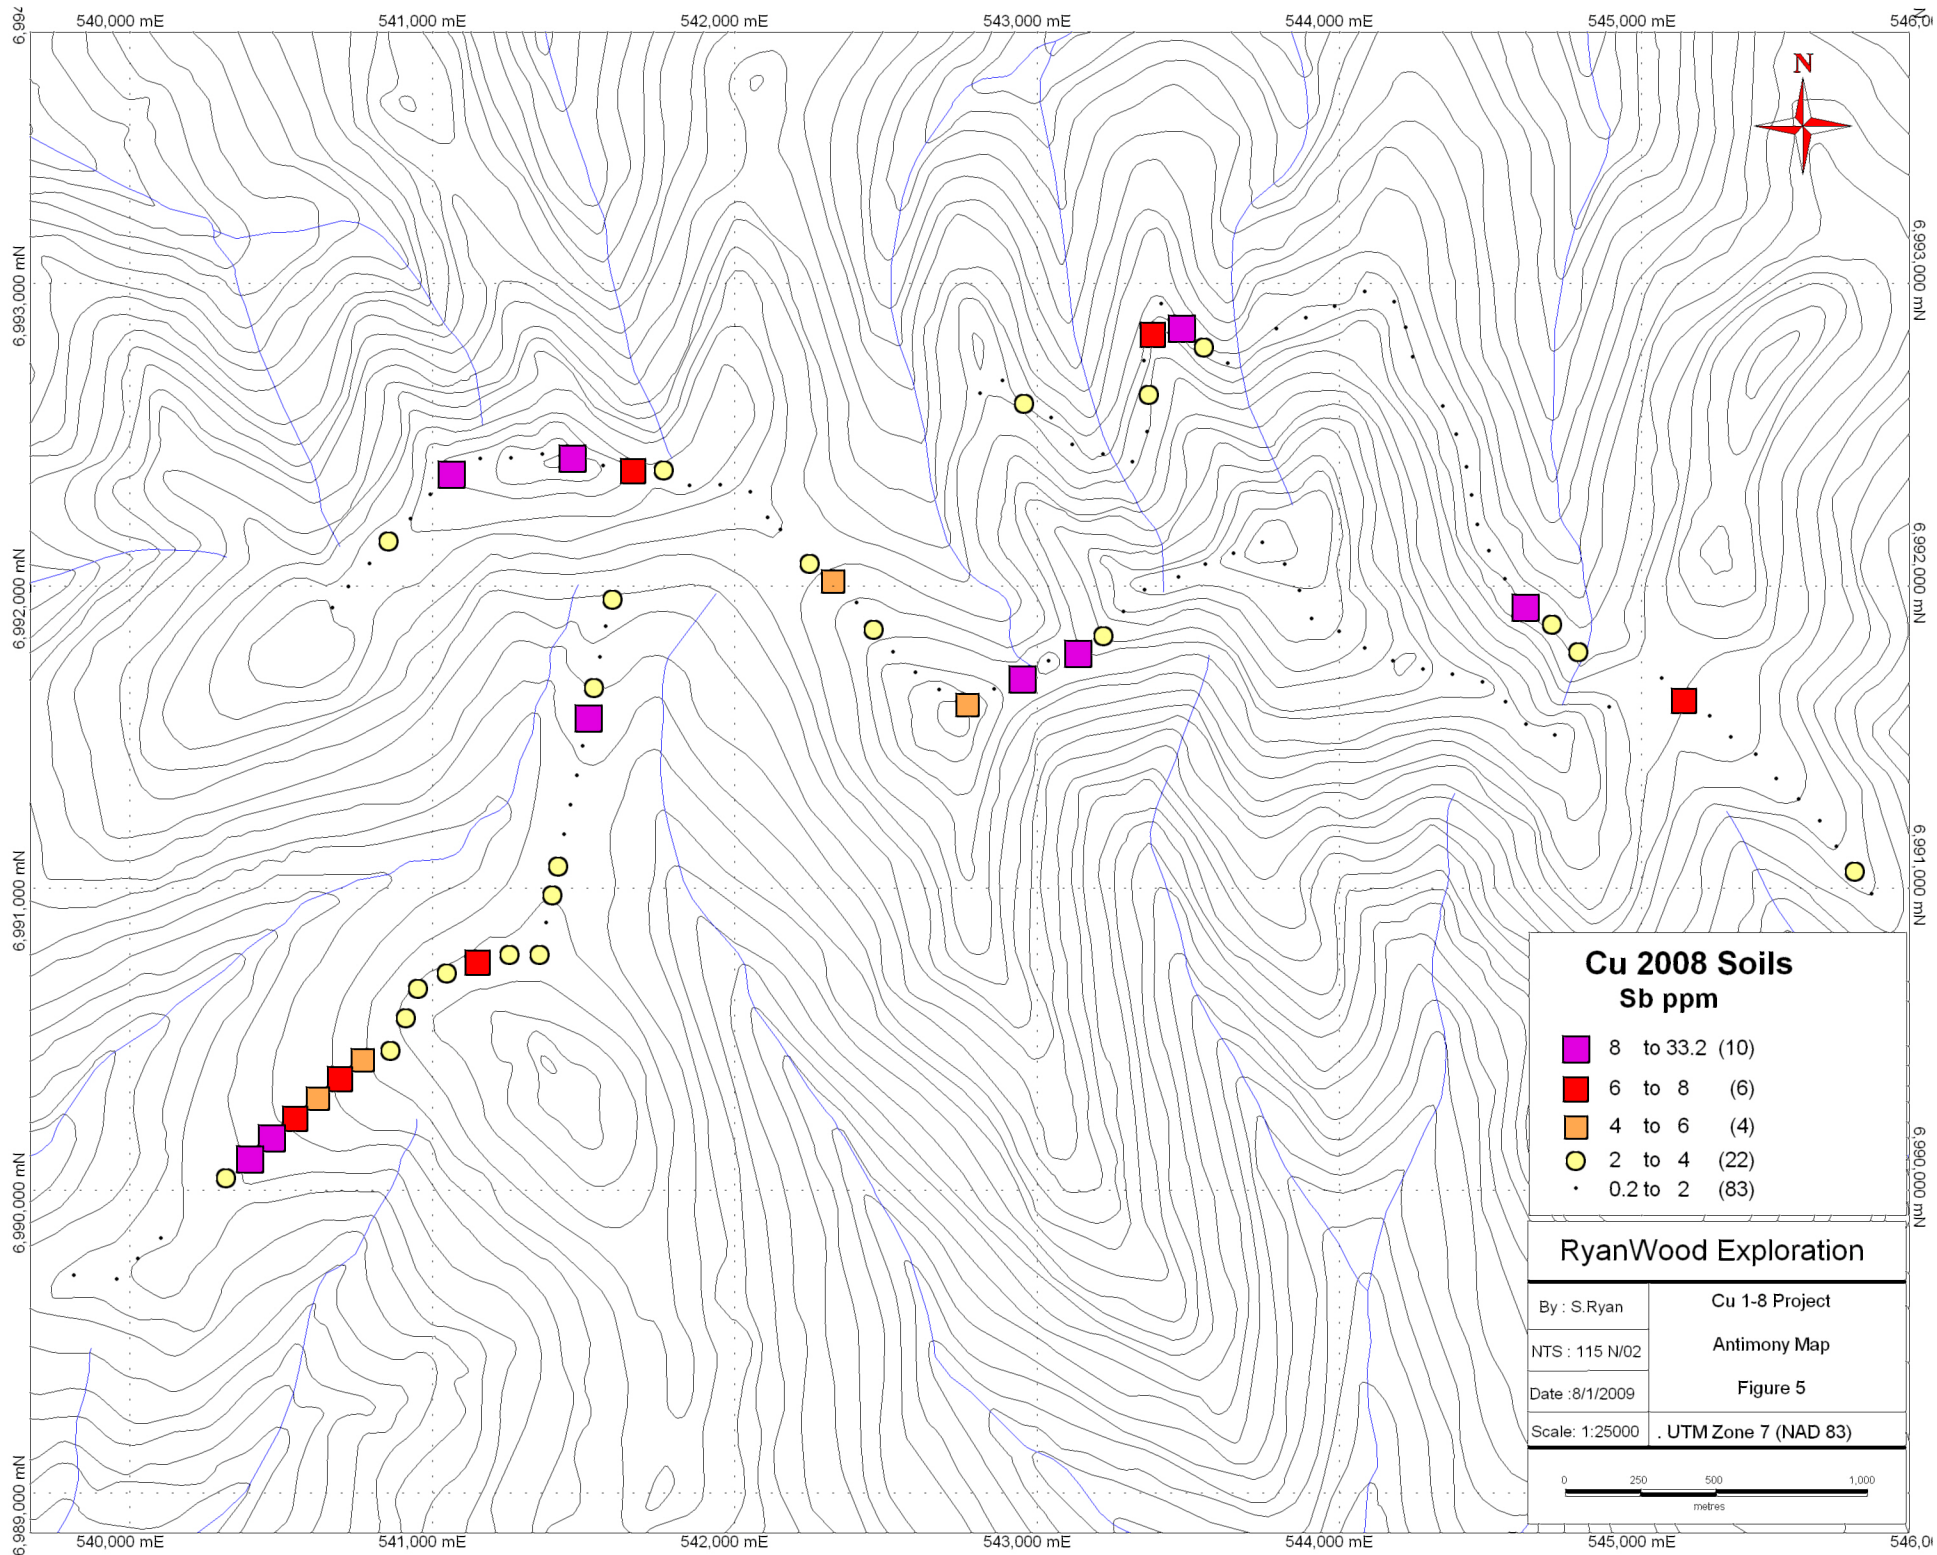 540,000 mE 541,000 mE 542,000 mE 543,000 mE 544,000 mE 545,000 mE
N
6,993,000 mN 6,993,000 mN
6,992,000 mN 6,992,000 mN
6,991,000 mN 6,991,000 mN
6,990,000 mN 6,990,000 mN
6,989,000 mN
Cu 2008 Soils
Sb ppm
8 to 33.2 (10)
6 to 8 (6)
4 to 6 (4)
2 to 4 (22)
0.2 to 2 (83)
RyanWood Exploration
By : S.Ryan
Cu 1-8 Project
NTS : 115 N/02
Antimony Map
Date :8/1/2009
Figure 5
Scale: 1:25000
. UTM Zone 7 (NAD 83)
0 250 500 1,000
metres
540,000 mE 541,000 mE 542,000 mE 543,000 mE 544,000 mE 545,000 mE